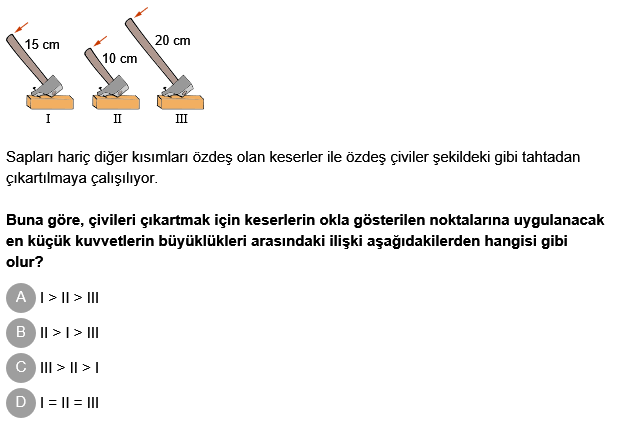 15 cm
10 cm
20 cm
I
II
III
Sapları hariç diğer kısımları özdeş olan keserler ile özdeş çiviler şekildeki gibi tahtadan
çıkartılmaya çalışılıyor.
Buna göre, çivileri çıkartmak için keserlerin okla gösterilen noktalarına uygulanacak
en küçük kuvvetlerin büyüklükleri arasındaki ilişki aşağıdakilerden hangisi gibi
olur?
A I > II > III
B II > I > III
C III > II > I
D I = II = III